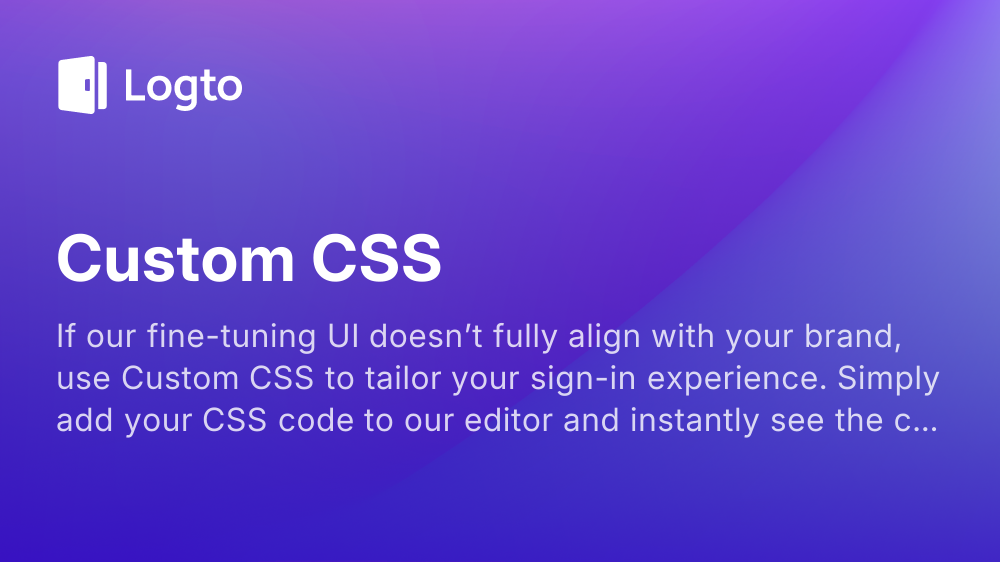 Logto
Custom CSS
If our fine-tuning UI doesn’t fully align with your brand,
use Custom CSS to tailor your sign-in experience. Simply
add your CSS code to our editor and instantly see the c...